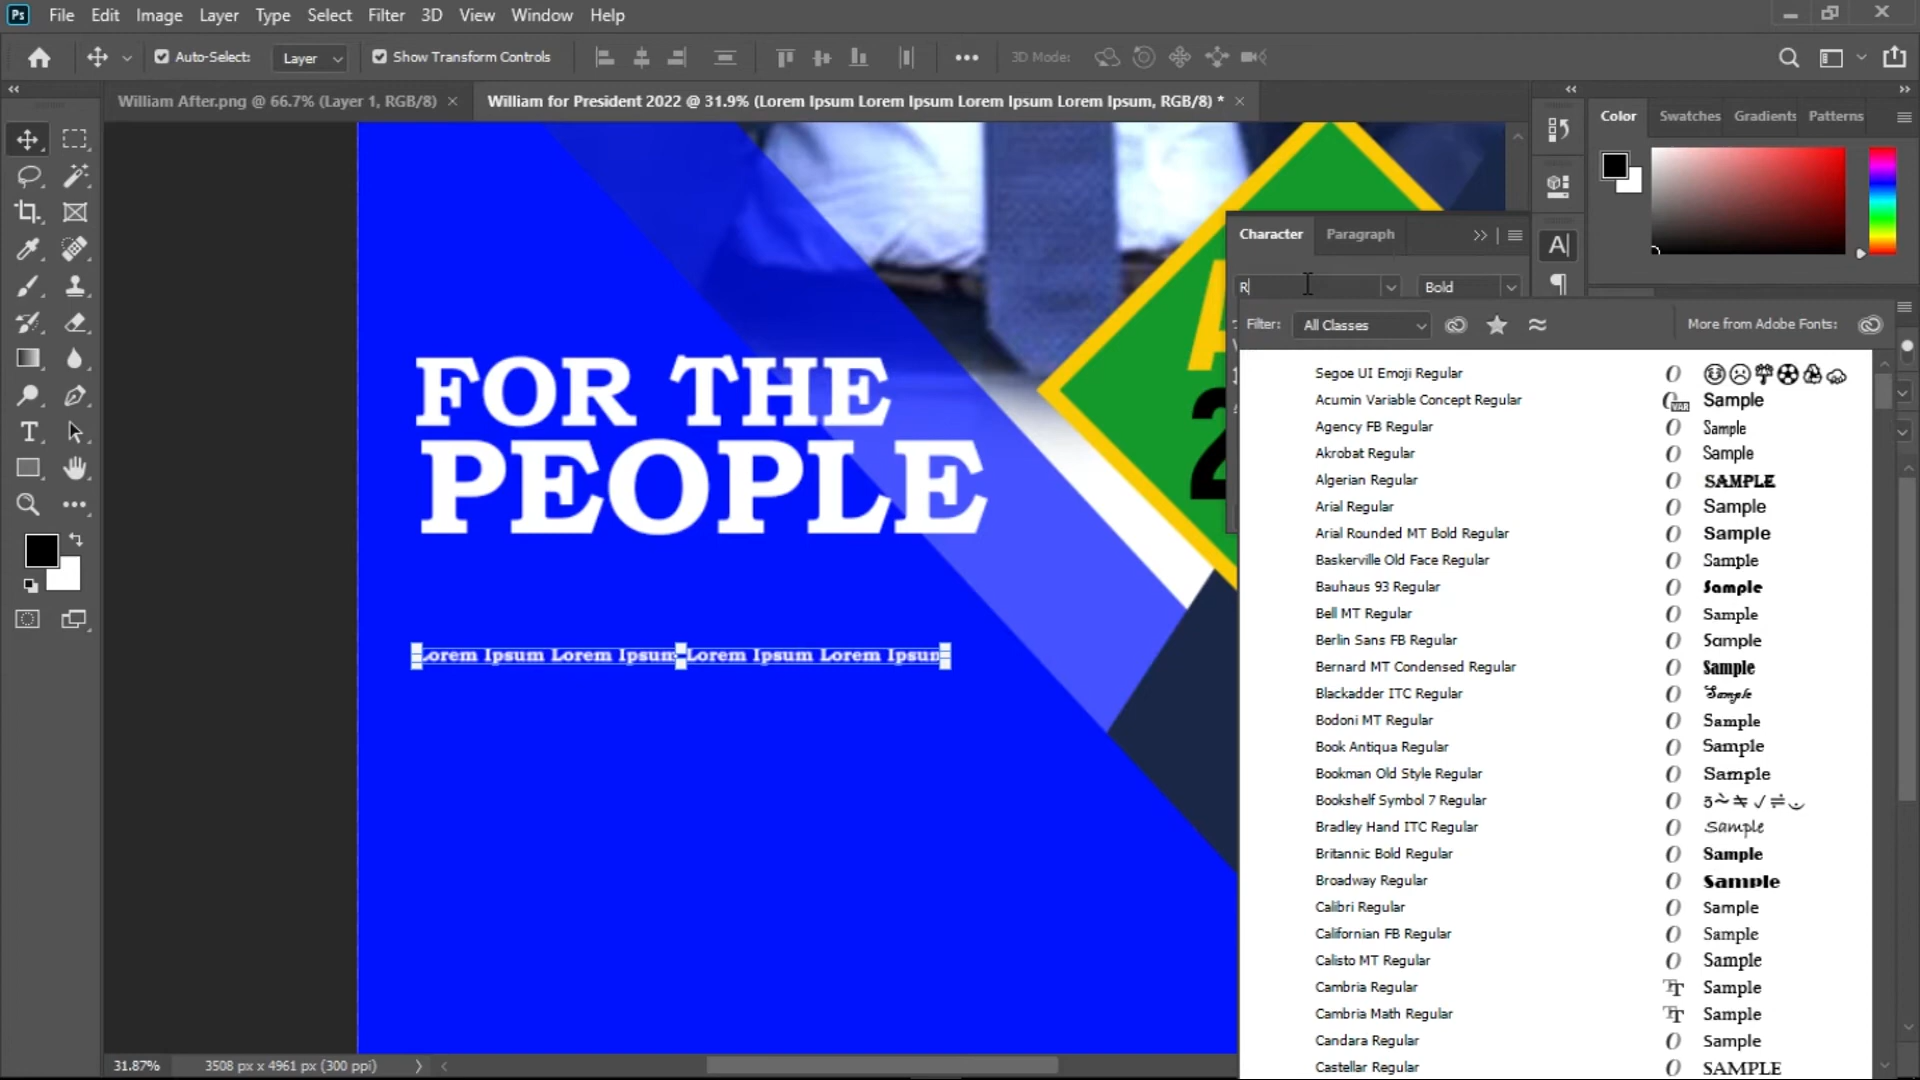 Ps File Edit Image Layer Type Select Filter 3D View Window Help
Auto-Select: Layer Show Transform Controls 3D Mode:
William After.png @ 66.7% (Layer 1, RGB/8) × William for President 2022 @ 31.9% (Lorem Ipsum Lorem Ipsum Lorem Ipsum Lorem Ipsum, RGB/8) * ×
Color Swatches Gradients Patterns
Character Paragraph
R Bold
Filter: All Classes More from Adobe Fonts:
FOR THE
PEOPLE
Lorem Ipsum Lorem Ipsum Lorem Ipsum Lorem Ipsum
A
2
Segoe UI Emoji Regular
Acumin Variable Concept Regular Sample
Agency FB Regular Sample
Akrobat Regular Sample
Algerian Regular SAMPLE
Arial Regular Sample
Arial Rounded MT Bold Regular Sample
Baskerville Old Face Regular Sample
Bauhaus 93 Regular Sample
Bell MT Regular Sample
Berlin Sans FB Regular Sample
Bernard MT Condensed Regular Sample
Blackadder ITC Regular Sample
Bodoni MT Regular Sample
Book Antiqua Regular Sample
Bookman Old Style Regular Sample
Bookshelf Symbol 7 Regular
Bradley Hand ITC Regular Sample
Britannic Bold Regular Sample
Broadway Regular Sample
Calibri Regular Sample
Californian FB Regular Sample
Calisto MT Regular Sample
Cambria Regular Sample
Cambria Math Regular Sample
Candara Regular Sample
Castellar Regular SAMPLE
31.87% 3508 px x 4961 px (300 ppi)